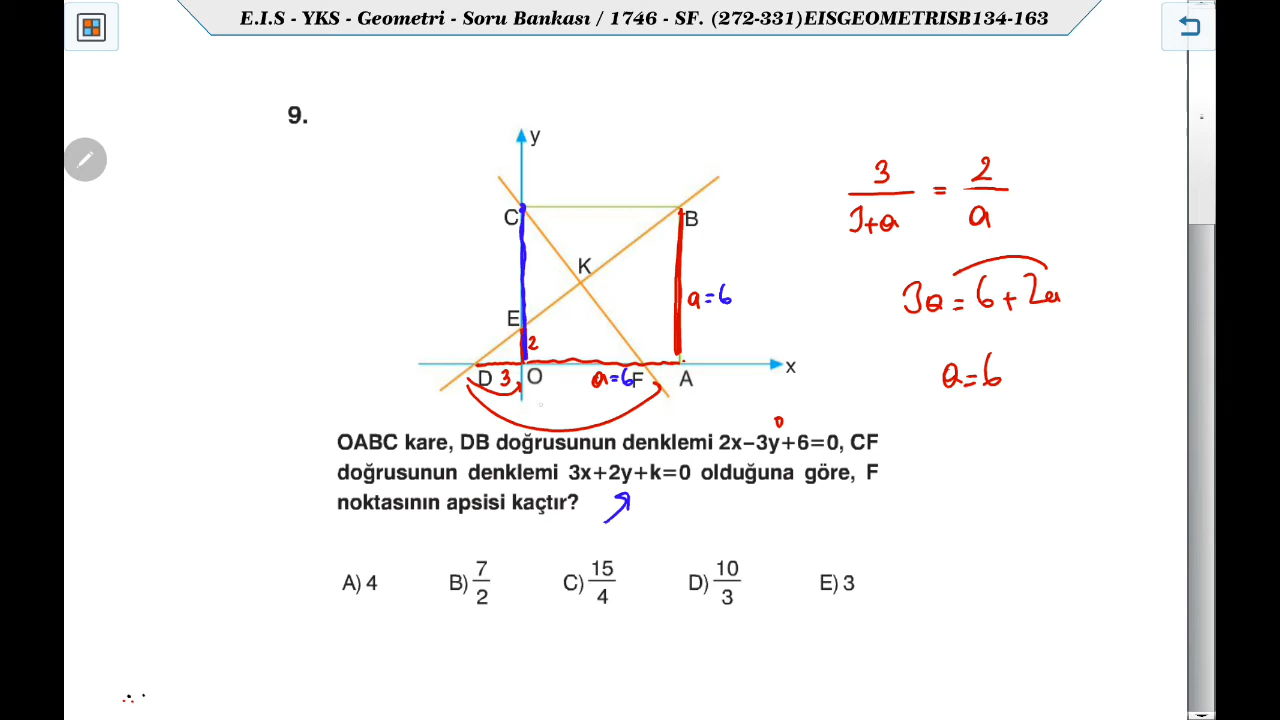 E.I.S - YKS - Geometri - Soru Bankası / 1746 - SF. (272-331)EISGEOMETRISB134-163
9.
y
C
B
K
a=6
E
2
D 3 O a=6 F A x
3/3+a = 2/a
3a=6+2a
a=6
0
OABC kare, DB doğrusunun denklemi 2x−3y+6=0, CF
doğrusunun denklemi 3x+2y+k=0 olduğuna göre, F
noktasının apsisi kaçtır?
A) 4 B) 7/2 C) 15/4 D) 10/3 E) 3